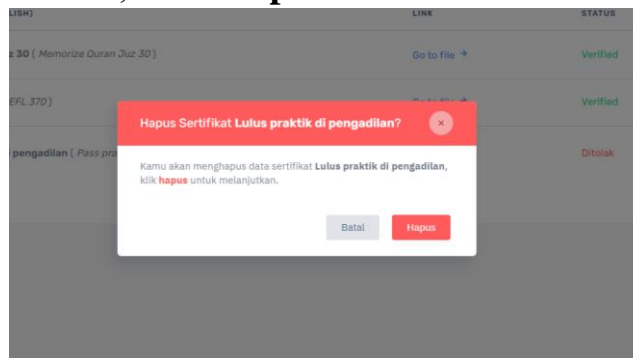 LISH)
LINK
STATUS
z 30 ( Memorize Quran Juz 30 )
Go to file →
Verified
EFL 370 )
Verified
Hapus Sertifikat Lulus praktik di pengadilan?
×
pengadilan ( Pass pra
Ditolak
Kamu akan menghapus data sertifikat Lulus praktik di pengadilan,
klik hapus untuk melanjutkan.
Batal
Hapus